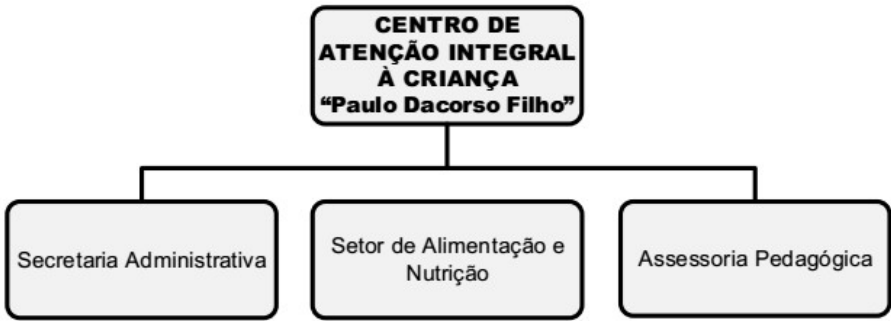 CENTRO DE
ATENÇÃO INTEGRAL
À CRIANÇA
“Paulo Dacorso Filho”
Secretaria Administrativa
Setor de Alimentação e
Nutrição
Assessoria Pedagógica